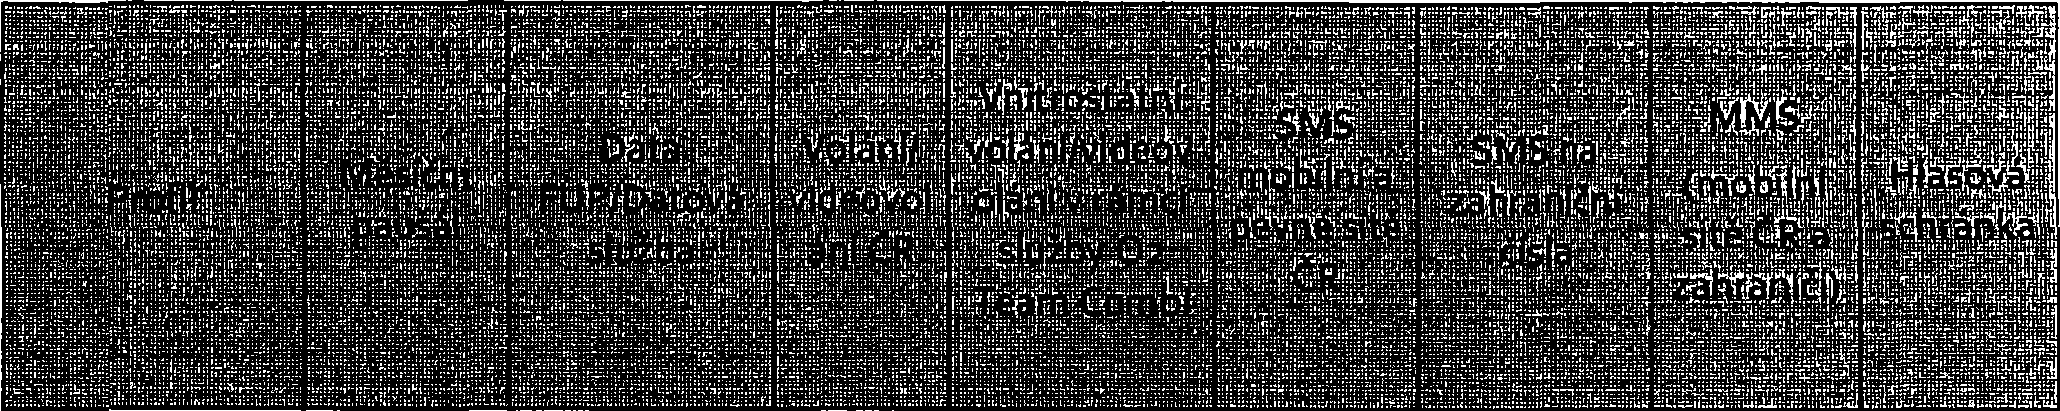 Profil
Měsíční
paušál
Data
FUP/Datová
služba
Volání/
videovol
ání ČR
Vnitrostátní
volání/videov
olání v rámci
služby O2
Team Combi
SMS
mobilní a
pevné sítě
ČR
SMS na
zahraniční
čísla
MMS
(mobilní
sítě ČR a
zahraničí)
Hlasová
schránka